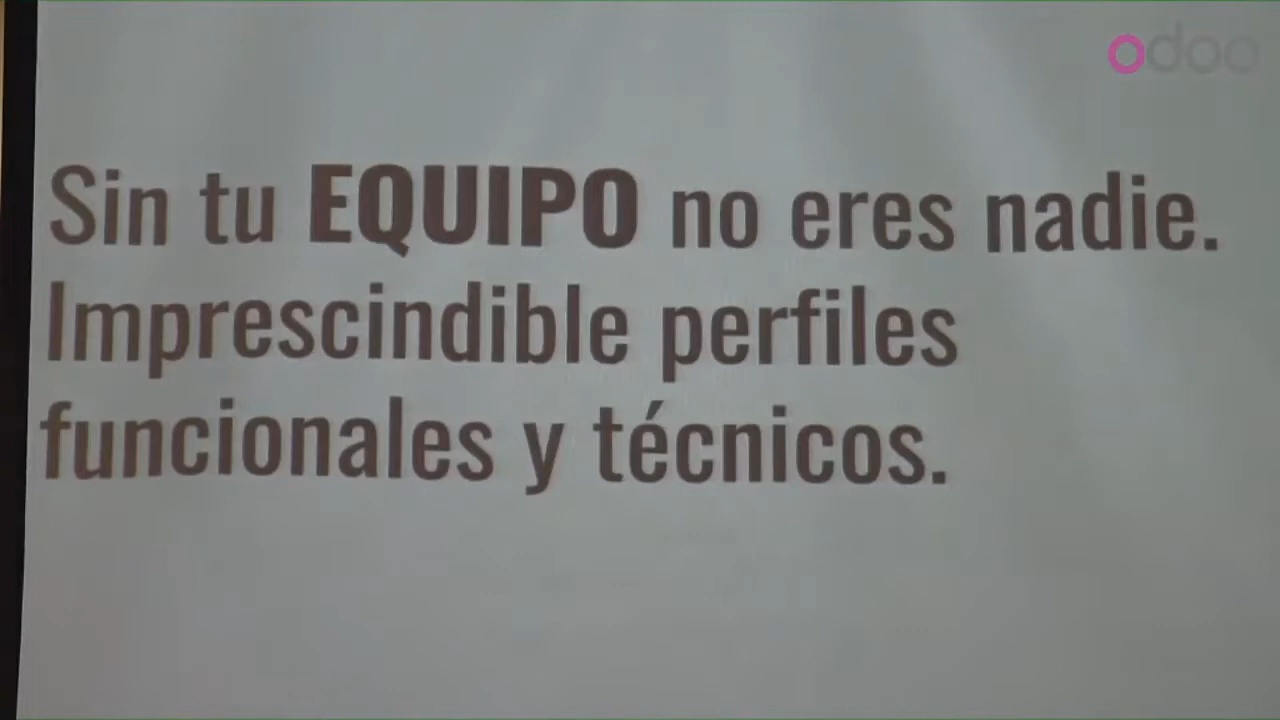 odoo
Sin tu EQUIPO no eres nadie.
Imprescindible perfiles
funcionales y técnicos.